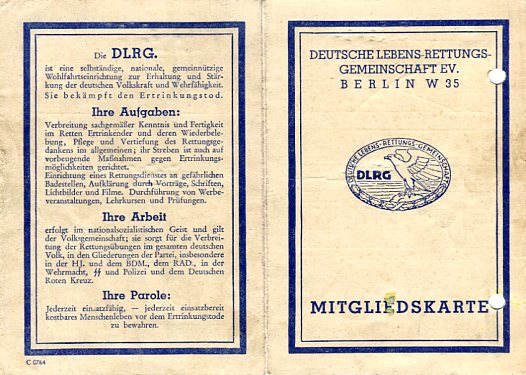 Die DLRG.
ist eine selbständige, nationale, gemeinnützige
Wohlfahrtseinrichtung zur Erhaltung und Stär-
kung der deutschen Volkskraft und Wehrfähigkeit.
Sie bekämpft den Ertrinkungstod.
Ihre Aufgaben:
Verbreitung sachgemäßer Kenntnis und Fertigkeit
im Retten Ertrinkender und deren Wiederbele-
bung, Pflege und Vertiefung des Rettungsge-
dankens im allgemeinen; ihr Streben ist auch auf
vorbeugende Maßnahmen gegen Ertrinkungs-
möglichkeiten gerichtet.
Einrichtung eines Rettungsdienstes an gefährlichen
Badestellen, Aufklärung durch Vorträge, Schriften,
Lichtbilder und Filme. Durchführung von Werbe-
veranstaltungen, Lehrkursen und Prüfungen.
Ihre Arbeit
erfolgt im nationalsozialistischen Geist und gilt
der Volksgemeinschaft; sie sorgt für die Verbrei-
tung der Rettungsübungen im gesamten deutschen
Volk, in den Gliederungen der Partei, insbesondere
in der HJ. und dem BDM., dem RAD., in der
Wehrmacht, ᛋᛋ und Polizei und dem Deutschen
Roten Kreuz.
Ihre Parole:
Jederzeit einsatzfähig, — jederzeit einsatzbereit
kostbares Menschenleben vor dem Ertrinkungstode
zu bewahren.
C 0764
DEUTSCHE LEBENS-RETTUNGS-
GEMEINSCHAFT EV.
BERLIN W 35
DEUTSCHE-LEBENS-RETTUNGS-GEMEINSCHAFT
DLRG
MITGLIEDSKARTE